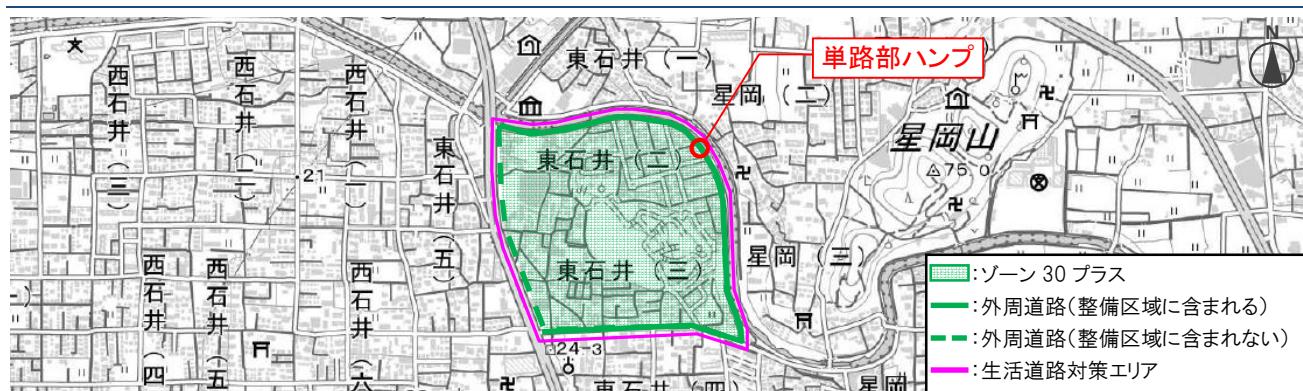 単路部ハンプ
N
東石井(一)
星岡(二)
西石井(三)
西石井(二)
西石井(一)
東石井(五)
東石井(二)
星岡山
75.0
21
東石井(三)
星岡(三)
西石井(四)
西石井(五)
西石井(六)
24-3
東石井(四)
星岡
:ゾーン 30 プラス
:外周道路(整備区域に含まれる)
:外周道路(整備区域に含まれない)
:生活道路対策エリア